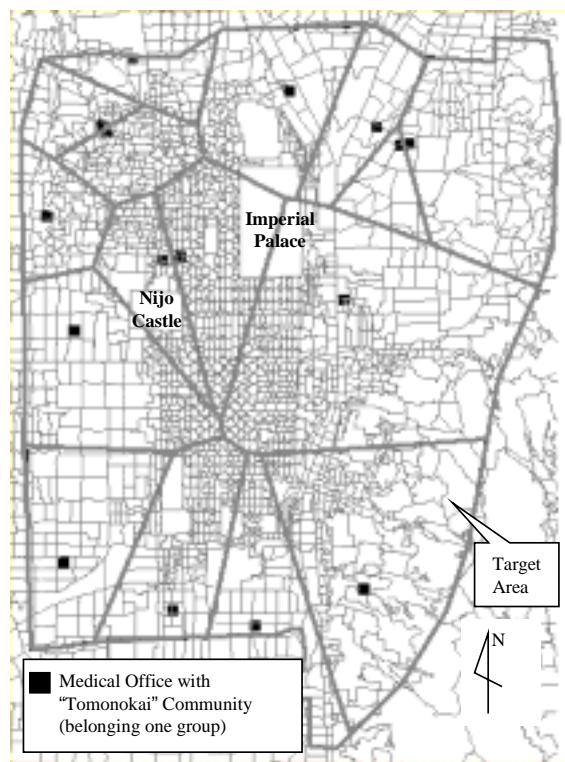 Imperial
Palace
Nijo
Castle
Target
Area
N
Medical Office with
“Tomonokai” Community
(belonging one group)